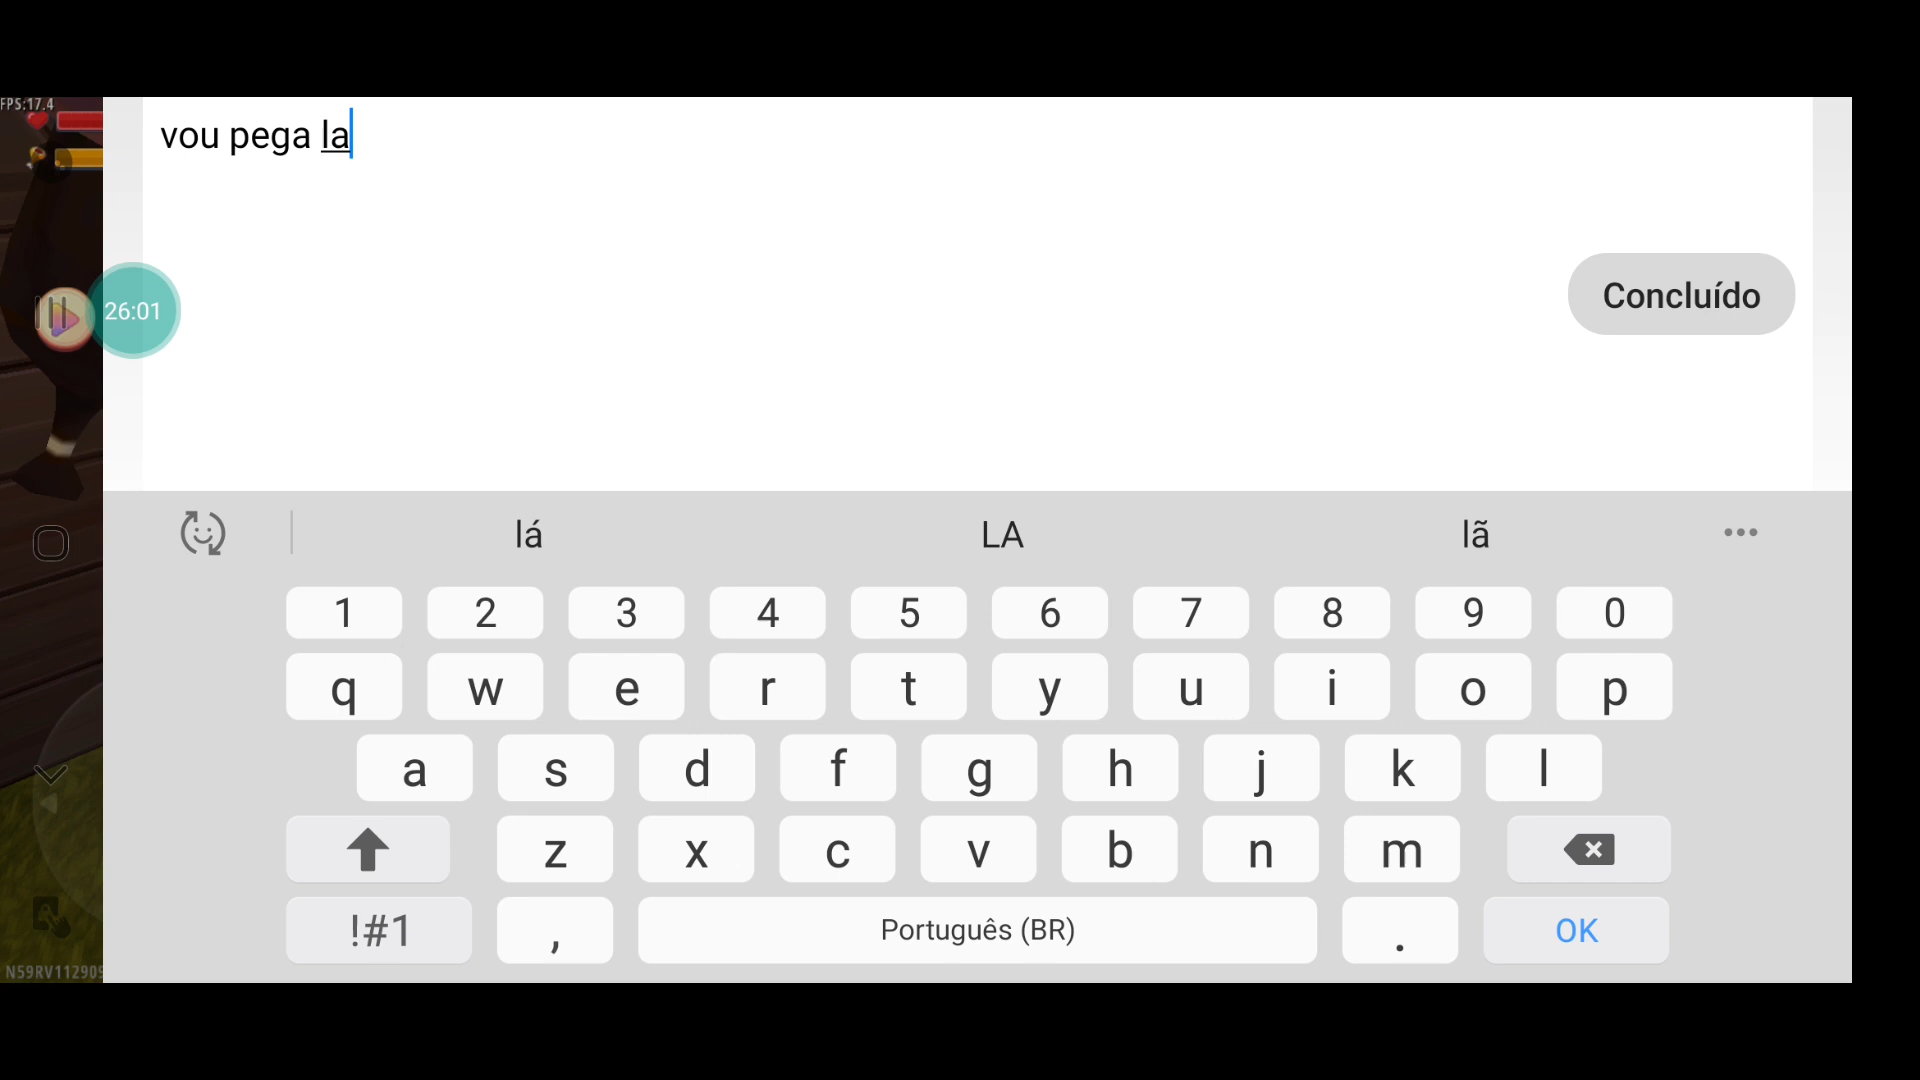 FPS:17.4
vou pega la
26:01
Concluído
lá LA lã
1 2 3 4 5 6 7 8 9 0
q w e r t y u i o p
a s d f g h j k l
z x c v b n m
!#1 , Português (BR) . OK
N59RV112909